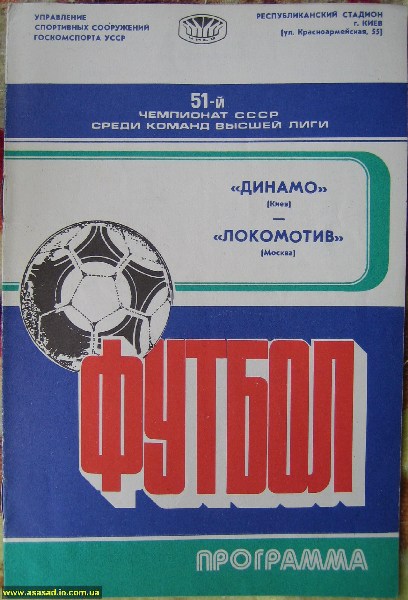 УПРАВЛЕНИЕ
СПОРТИВНЫХ СООРУЖЕНИЙ
ГОСКОМСПОРТА УССР
РЕСПУБЛИКАНСКИЙ СТАДИОН
г. КИЕВ
(ул. Красноармейская, 55)
51-й
ЧЕМПИОНАТ СССР
СРЕДИ КОМАНД ВЫСШЕЙ ЛИГИ
«ДИНАМО»
(Киев)
—
«ЛОКОМОТИВ»
(Москва)
ФУТБОЛ
ПРОГРАММА
www.asasad.io.com.ua